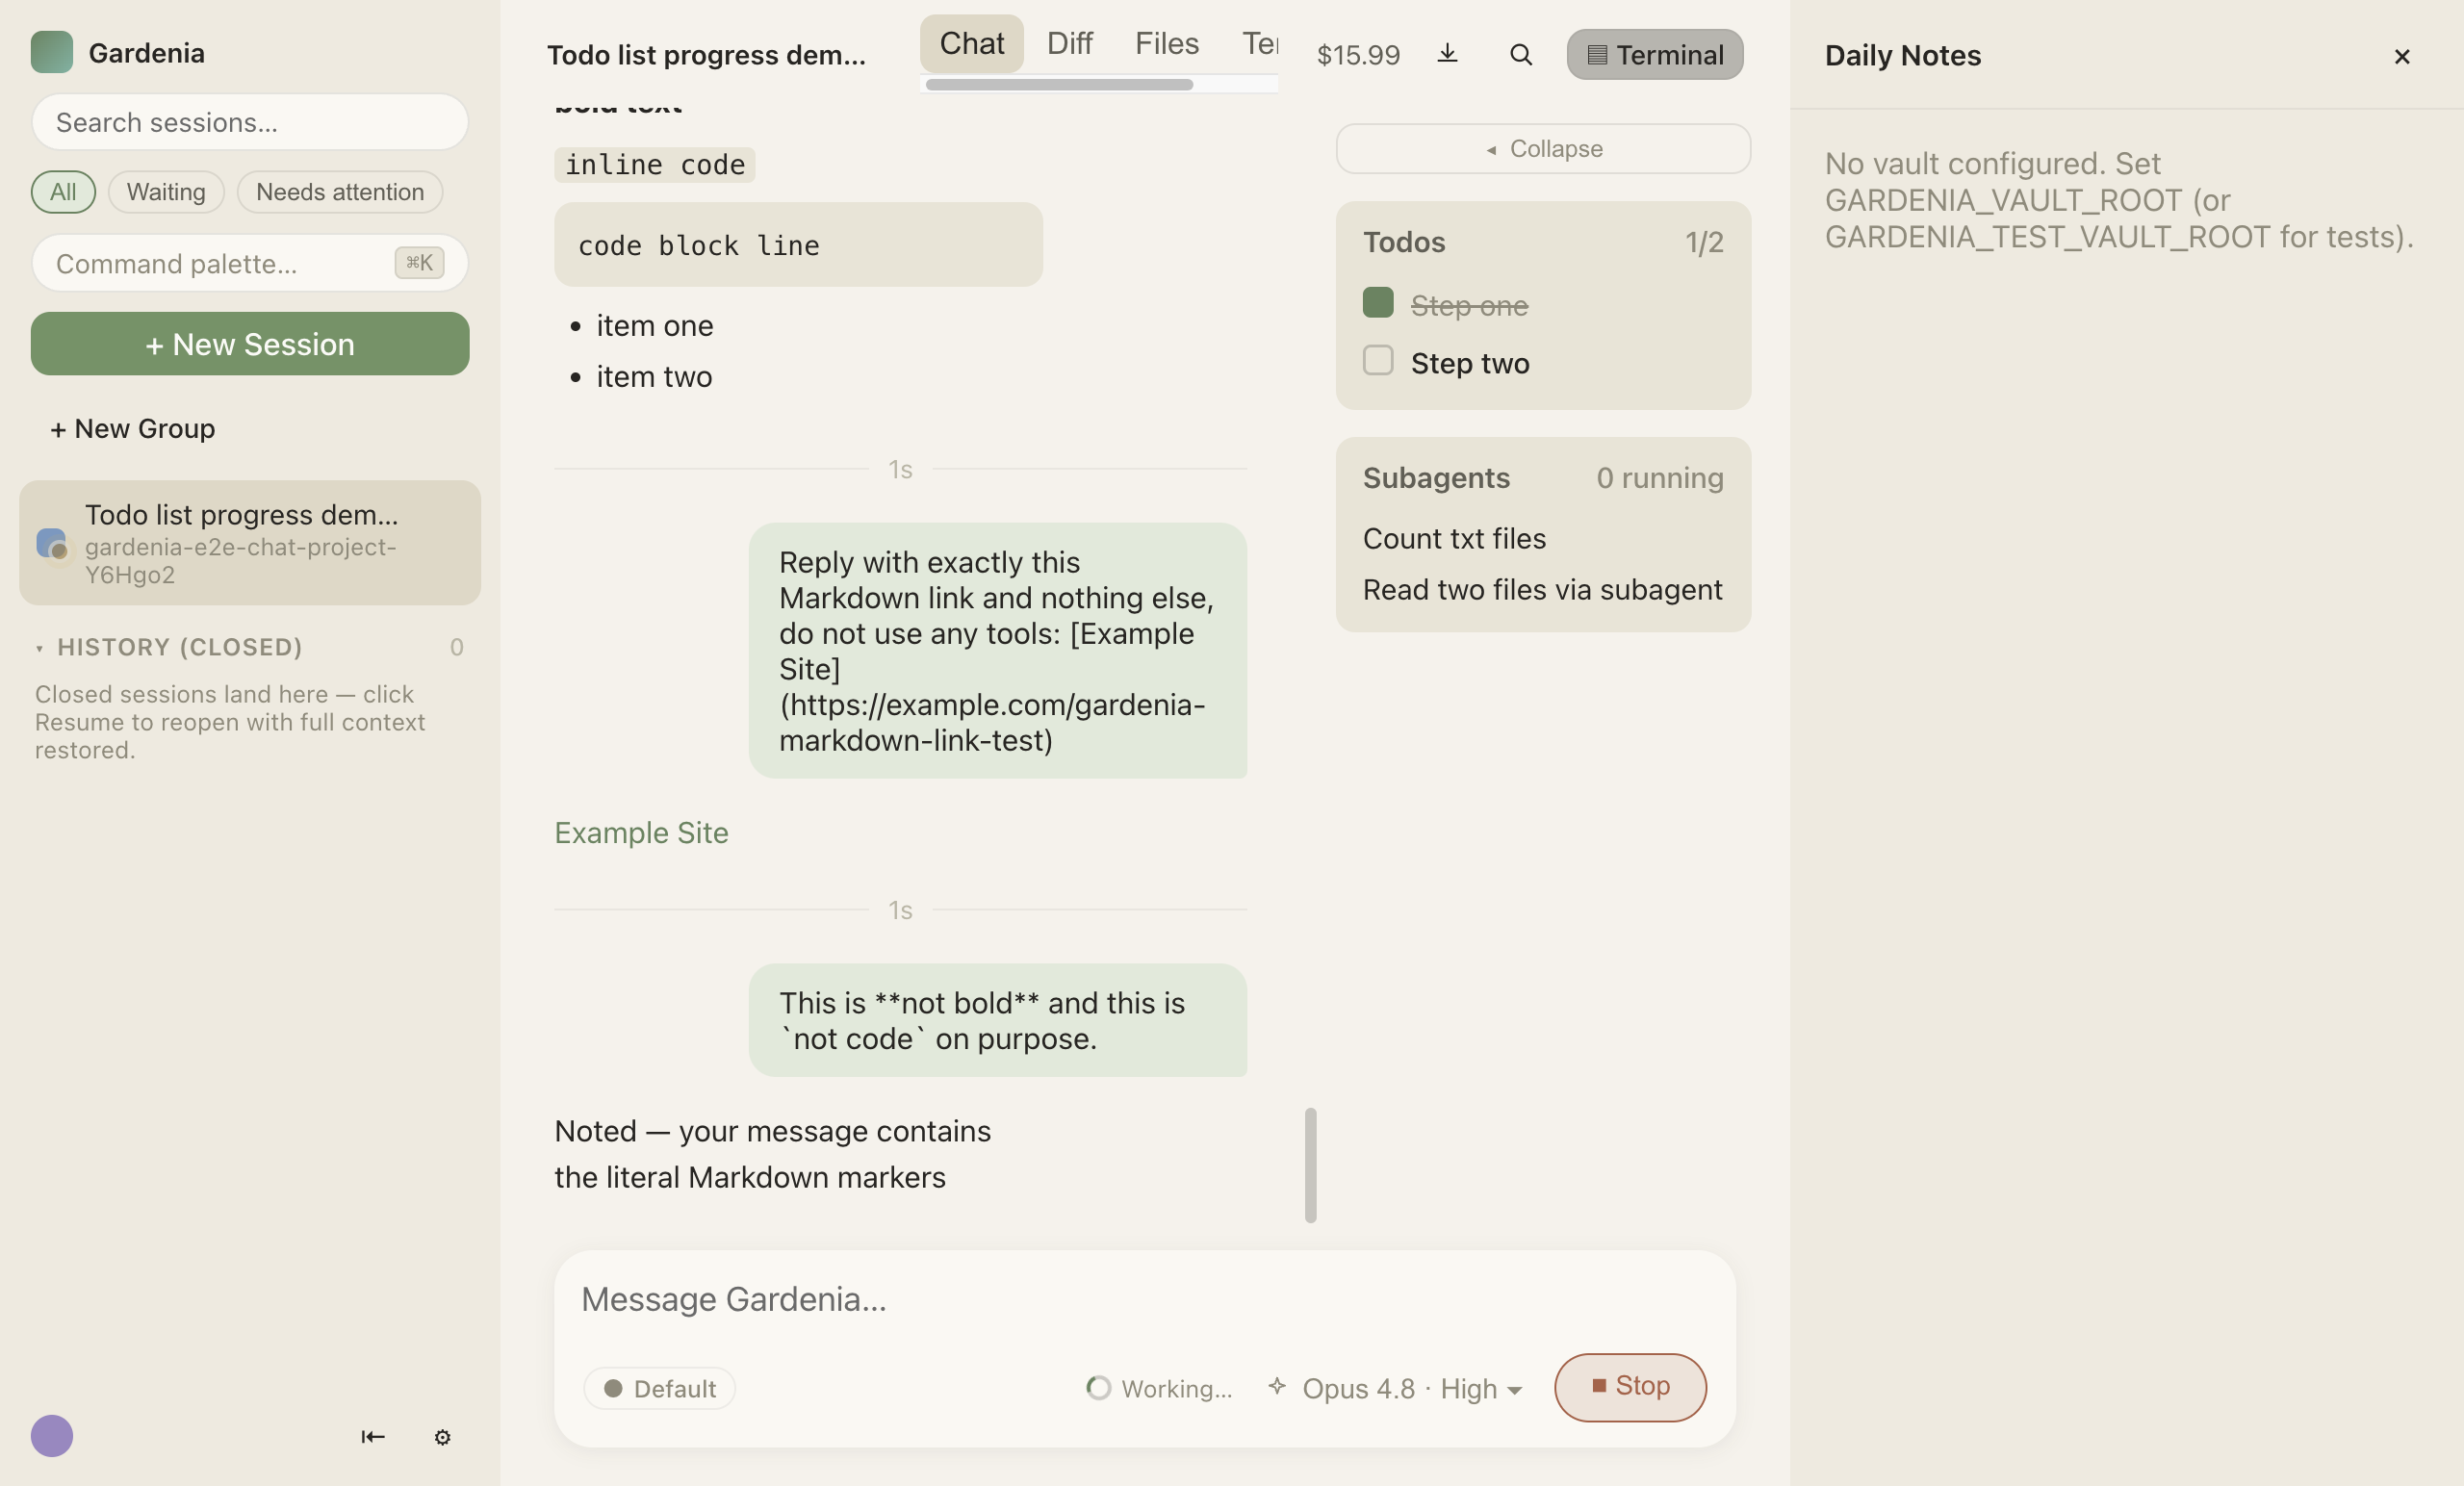 Gardenia
Search sessions...
All
Waiting
Needs attention
Command palette...
⌘K
+ New Session
+ New Group
Todo list progress dem...
gardenia-e2e-chat-project-
Y6Hgo2
▾ HISTORY (CLOSED)
0
Closed sessions land here — click
Resume to reopen with full context
restored.
Todo list progress dem...
Chat
Diff
Files
$15.99
Terminal
bold text
inline code
code block line
• item one
• item two
1s
Reply with exactly this
Markdown link and nothing else,
do not use any tools: [Example
Site]
(https://example.com/gardenia-
markdown-link-test)
Example Site
1s
This is **not bold** and this is
`not code` on purpose.
Noted — your message contains
the literal Markdown markers
◂ Collapse
Todos
1/2
Step one
Step two
Subagents
0 running
Count txt files
Read two files via subagent
Message Gardenia...
Default
Working...
Opus 4.8 · High
Stop
Daily Notes
×
No vault configured. Set
GARDENIA_VAULT_ROOT (or
GARDENIA_TEST_VAULT_ROOT for tests).